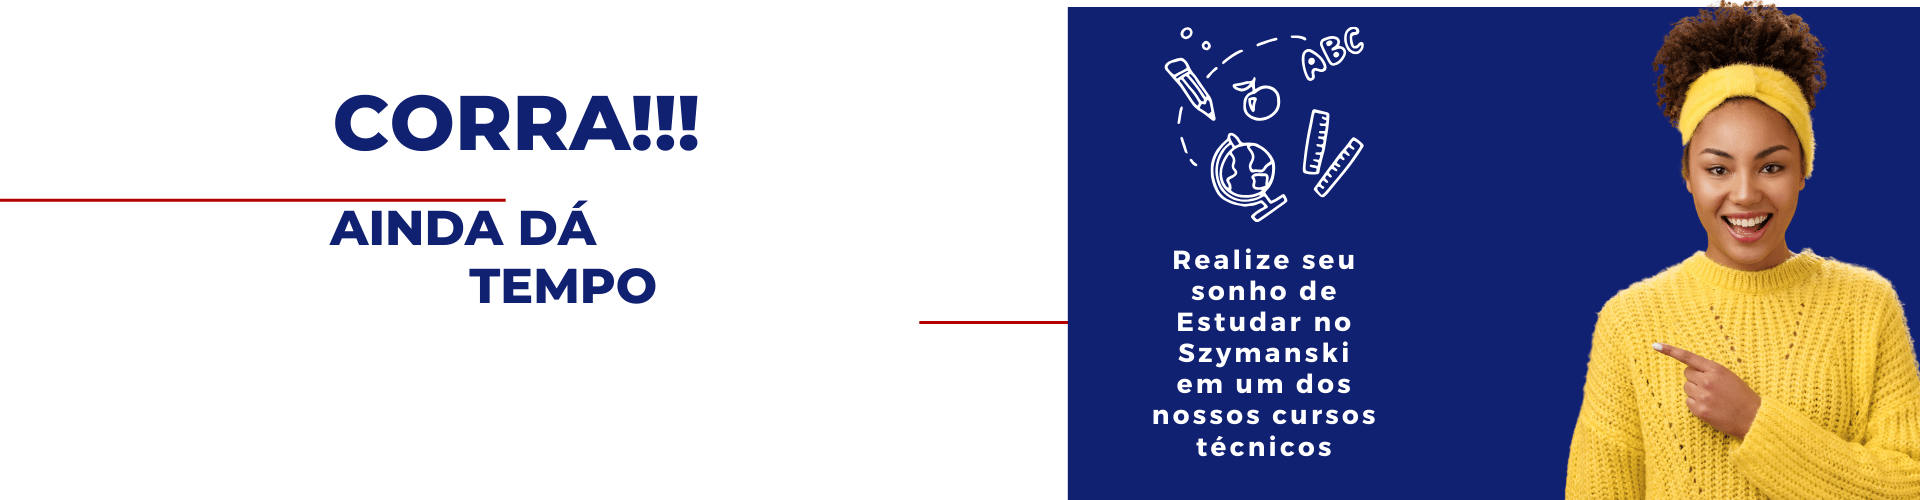 CORRA!!!
AINDA DÁ
TEMPO
ABC
Realize seu
sonho de
Estudar no
Szymanski
em um dos
nossos cursos
técnicos